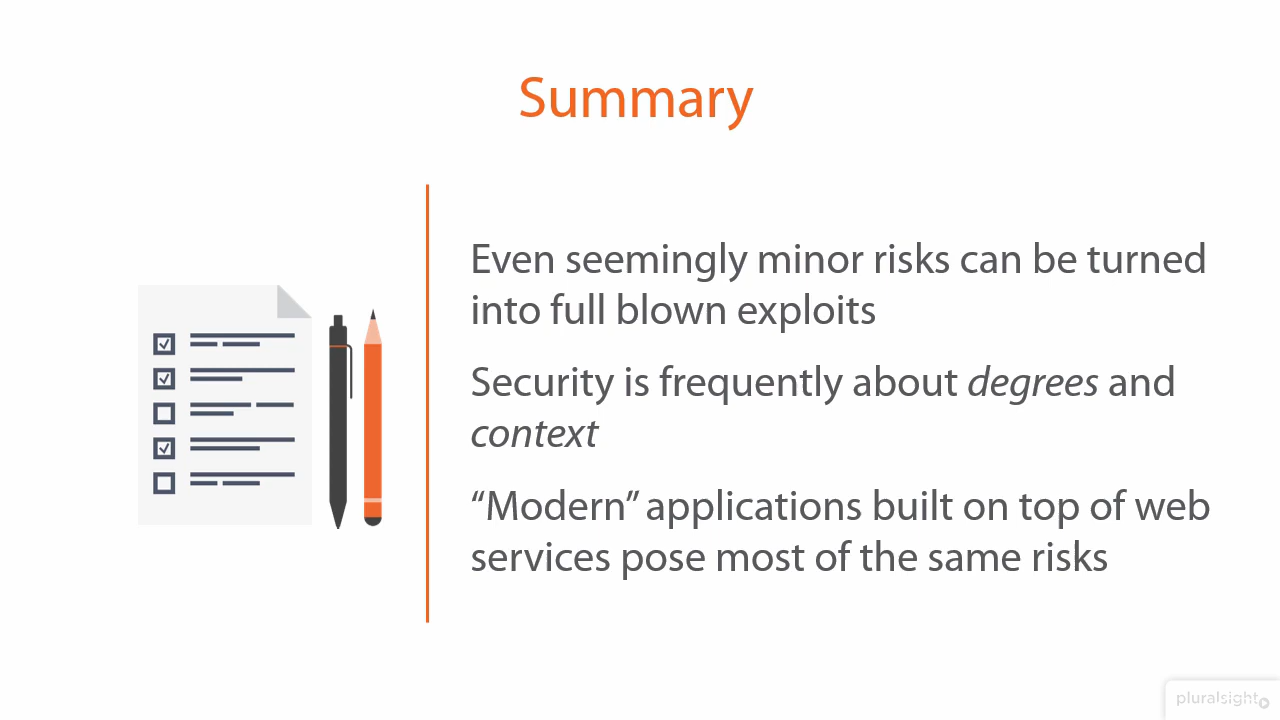 Summary
Even seemingly minor risks can be turned
into full blown exploits
Security is frequently about degrees and
context
“Modern” applications built on top of web
services pose most of the same risks
pluralsight